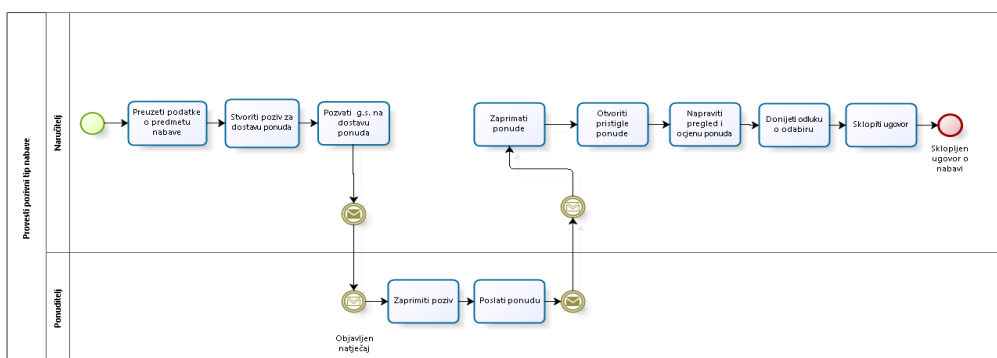 Provesti pozivni tip nabave
Naručitelj
Preuzeti podatke
o predmetu
nabave
Stvoriti poziv za
dostavu ponuda
Pozvati g.s. na
dostavu
ponuda
Zaprimati
ponude
Otvoriti
pristigle
ponude
Napraviti
pregled i
ocjenu ponuda
Donijeti odluku
o odabiru
Sklopiti ugovor
Sklopljen
ugovor o
nabavi
Ponuditelj
Objavljen
natječaj
Zaprimiti poziv
Poslati ponudu